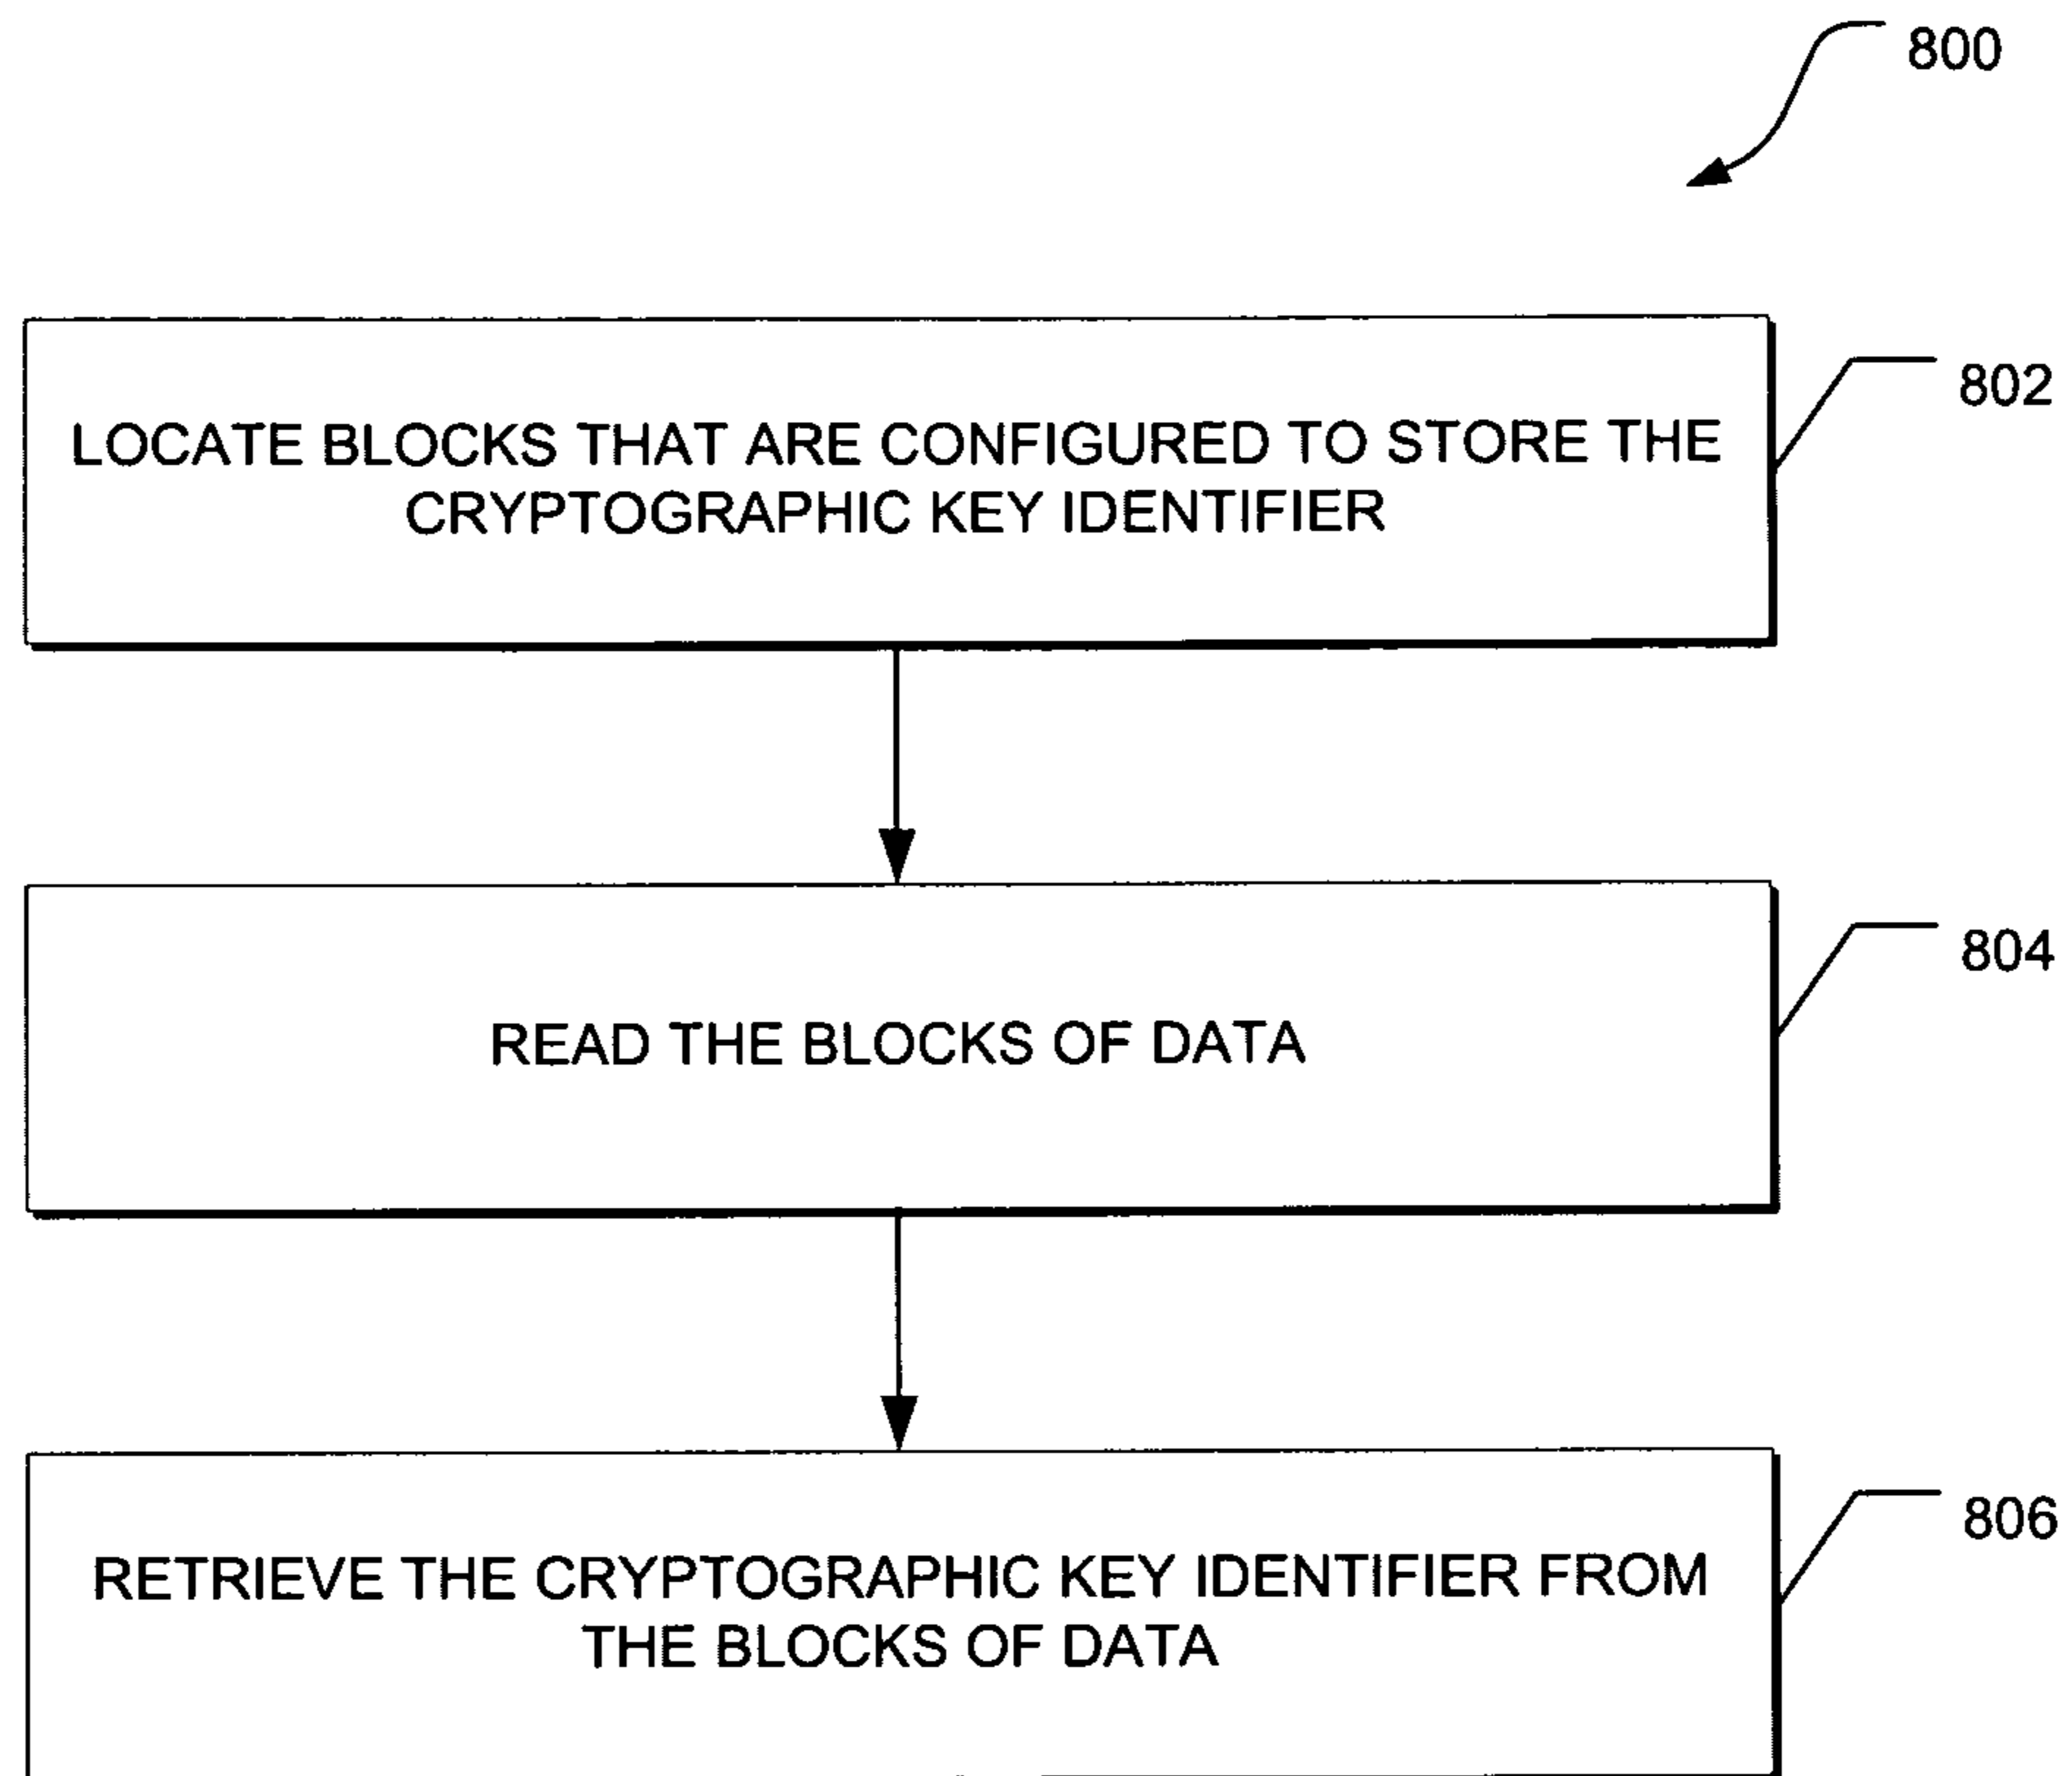 800
802
LOCATE BLOCKS THAT ARE CONFIGURED TO STORE THE
CRYPTOGRAPHIC KEY IDENTIFIER
804
READ THE BLOCKS OF DATA
806
RETRIEVE THE CRYPTOGRAPHIC KEY IDENTIFIER FROM
THE BLOCKS OF DATA